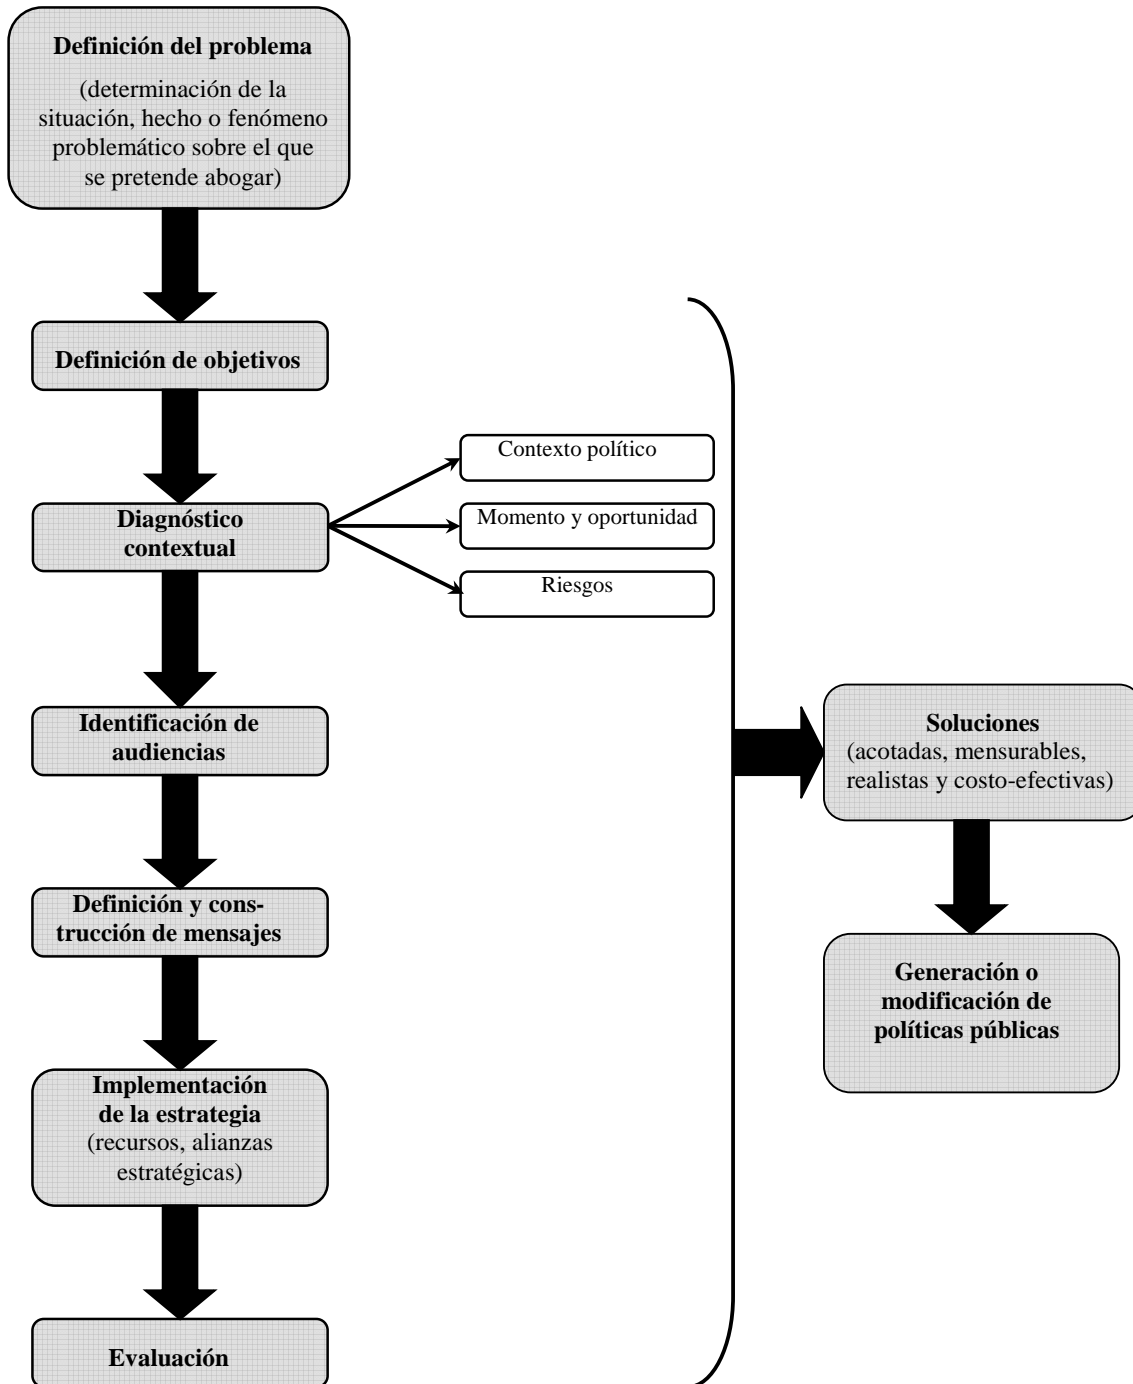 Definición del problema
(determinación de la
situación, hecho o fenómeno
problemático sobre el que
se pretende abogar)
Definición de objetivos
Diagnóstico
contextual
Contexto político
Momento y oportunidad
Riesgos
Identificación de
audiencias
Definición y cons-
trucción de mensajes
Implementación
de la estrategia
(recursos, alianzas
estratégicas)
Evaluación
Soluciones
(acotadas, mensurables,
realistas y costo-efectivas)
Generación o
modificación de
políticas públicas